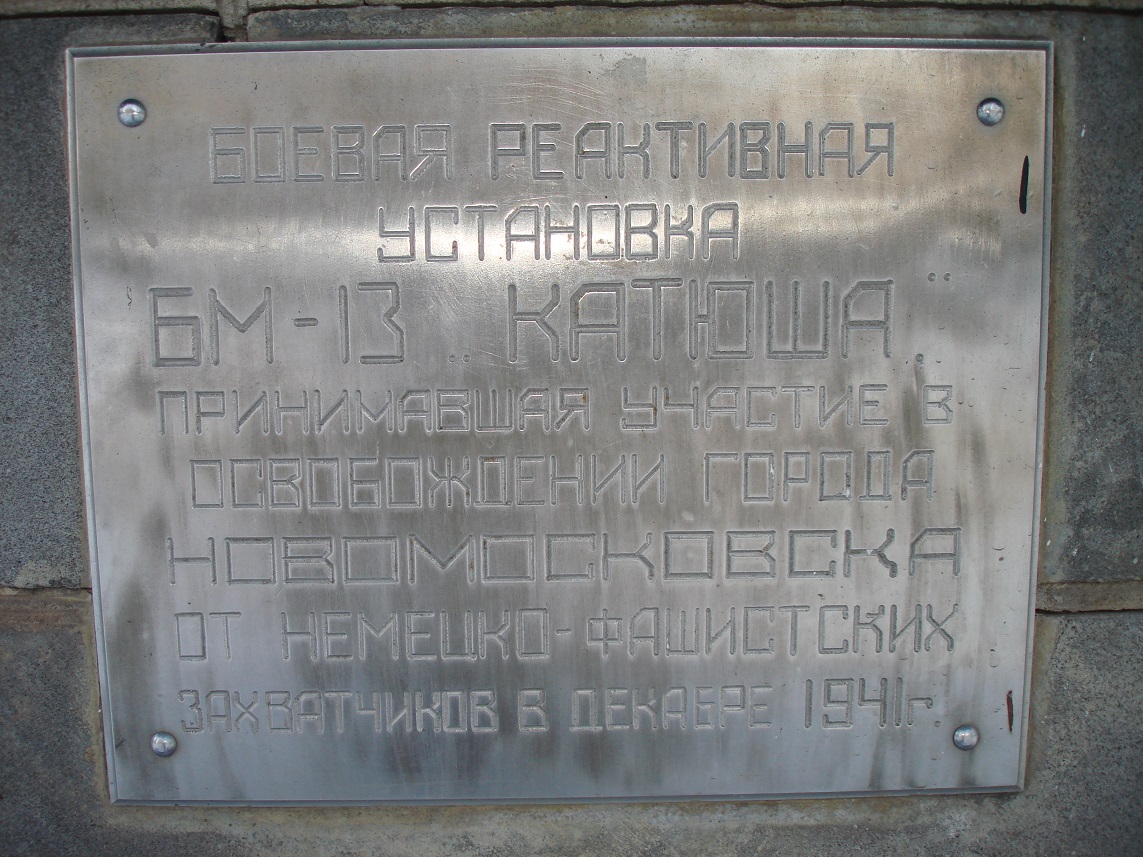 БОЕВАЯ РЕАКТИВНАЯ
УСТАНОВКА
БМ-13 „КАТЮША"
ПРИНИМАВШАЯ УЧАСТИЕ В
ОСВОБОЖДЕНИИ ГОРОДА
НОВОМОСКОВСКА
ОТ НЕМЕЦКО-ФАШИСТСКИХ
ЗАХВАТЧИКОВ В ДЕКАБРЕ 1941г.